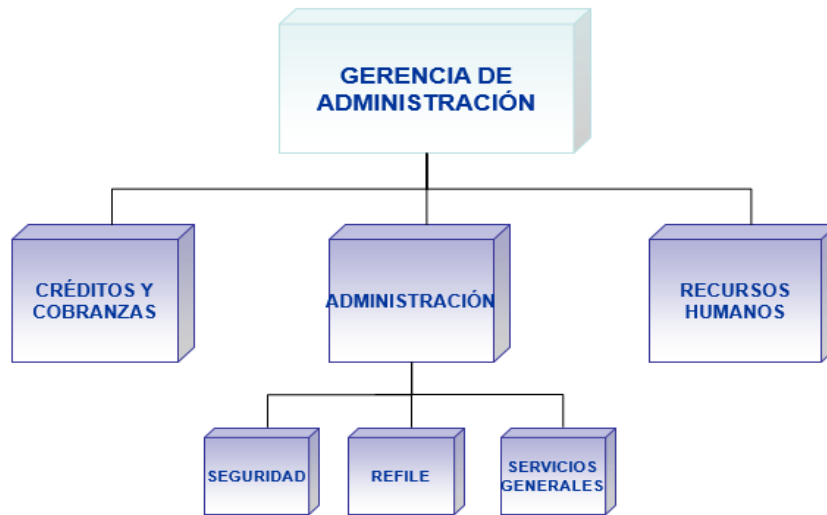 GERENCIA DE
ADMINISTRACIÓN
CRÉDITOS Y
COBRANZAS
ADMINISTRACIÓN
RECURSOS
HUMANOS
SEGURIDAD
REFILE
SERVICIOS
GENERALES